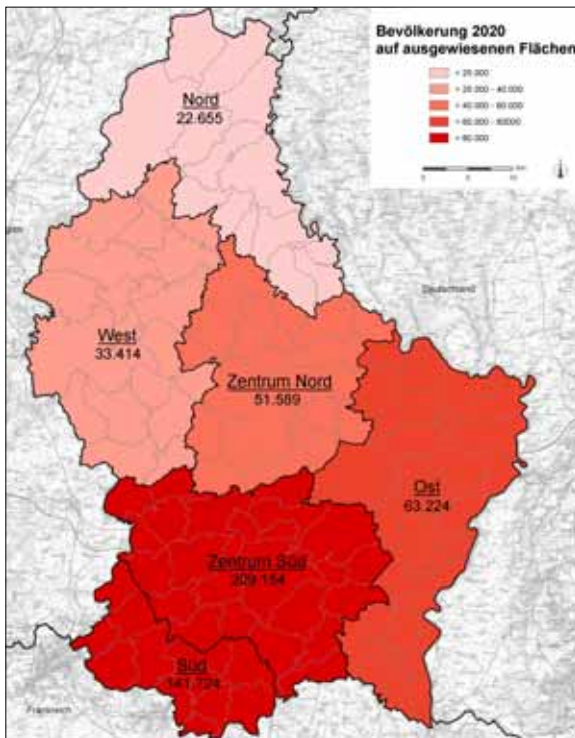 Bevölkerung 2020
auf ausgewiesenen Flächen
< 20.000
> 20.000 - 40.000
> 40.000 - 60.000
> 60.000 - 80000
> 80.000
km
Nord
22.655
Deutschland
West
33.414
Zentrum Nord
51.589
Ost
63.224
Zentrum Süd
209.154
Süd
141.724
Frankreich